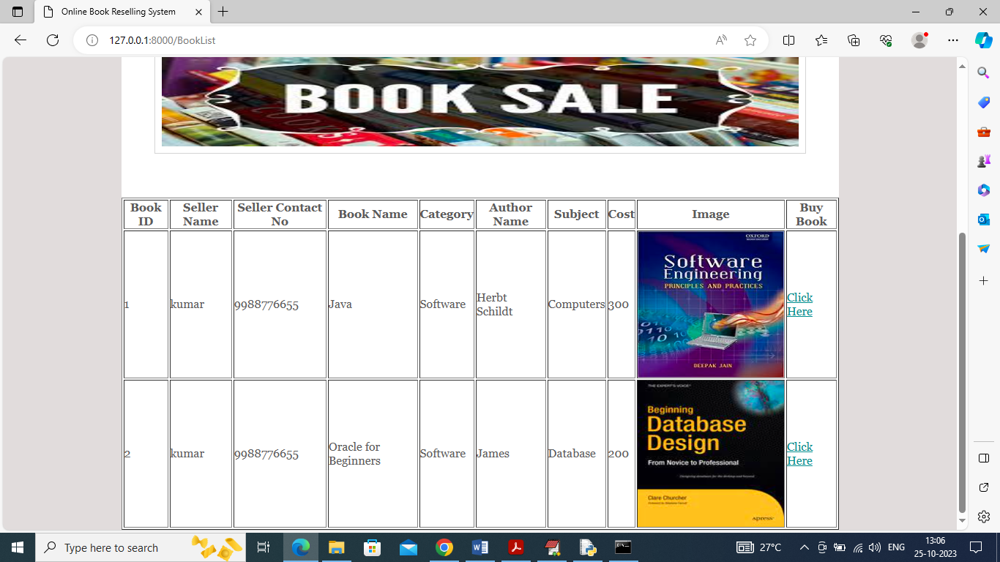 Online Book Reselling System
127.0.0.1:8000/BookList
BOOK SALE
Book ID
Seller Name
Seller Contact No
Book Name
Category
Author Name
Subject
Cost
Image
Buy Book
1
kumar
9988776655
Java
Software
Herbt
Schildt
Computers
300
OXFORD
Software
Engineering
PRINCIPLES AND PRACTICES
DEEPAK JAIN
Click
Here
2
kumar
9988776655
Oracle for
Beginners
Software
James
Database
200
THE EXPERT'S VOICE
Beginning
Database
Design
From Novice to Professional
Clare Churcher
Apress
Click
Here
Type here to search
27°C
ENG
13:06
25-10-2023